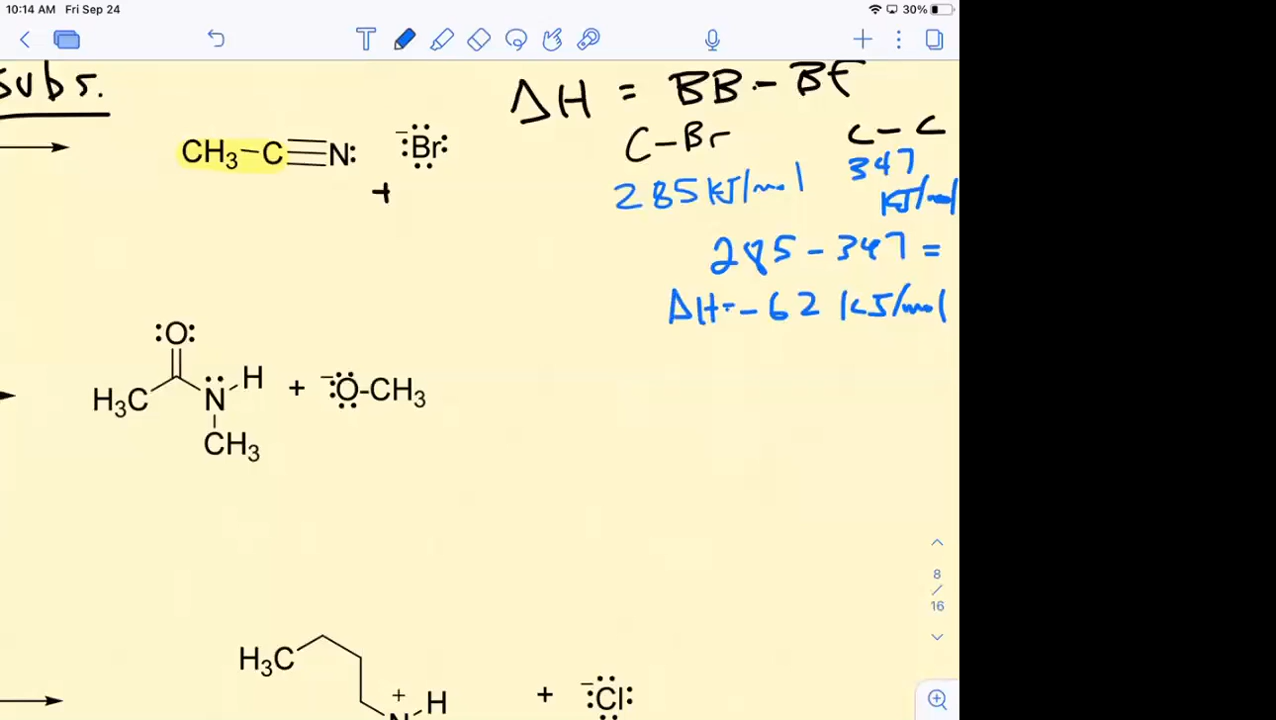 10:14 AM Fri Sep 24
30%
T
subs.
ΔH = BB - BF
C-Br
C-C
CH3-C≡N: + :Br:⁻
285 kJ/mol
347 kJ/mol
285 - 347 =
ΔH = -62 kJ/mol
:O:
H3C N H + ⁻:O-CH3
CH3
8
/
16
H3C
+
N H + ⁻:Cl: